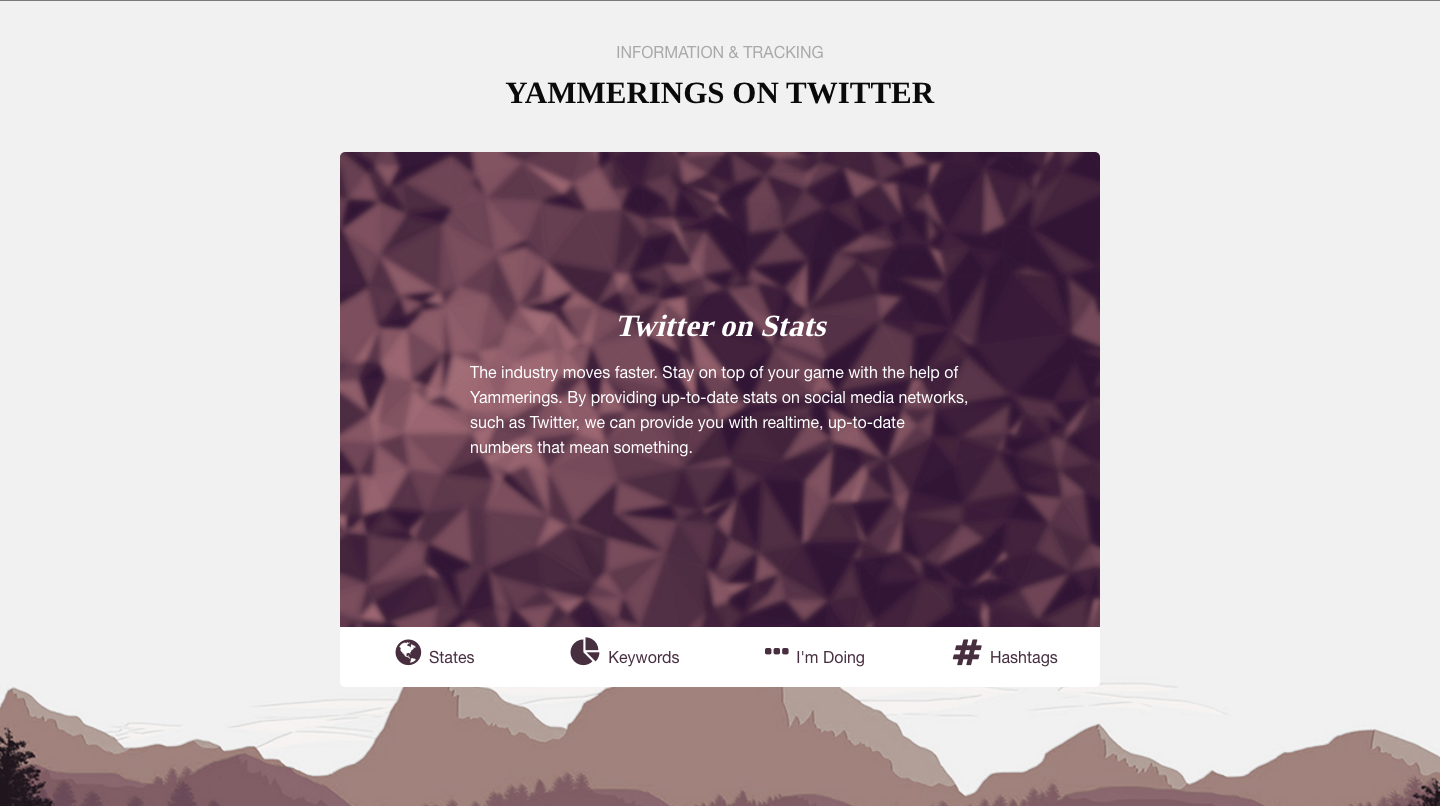 INFORMATION & TRACKING
YAMMERINGS ON TWITTER
Twitter on Stats
The industry moves faster. Stay on top of your game with the help of
Yammerings. By providing up-to-date stats on social media networks,
such as Twitter, we can provide you with realtime, up-to-date
numbers that mean something.
States
Keywords
I'm Doing
Hashtags